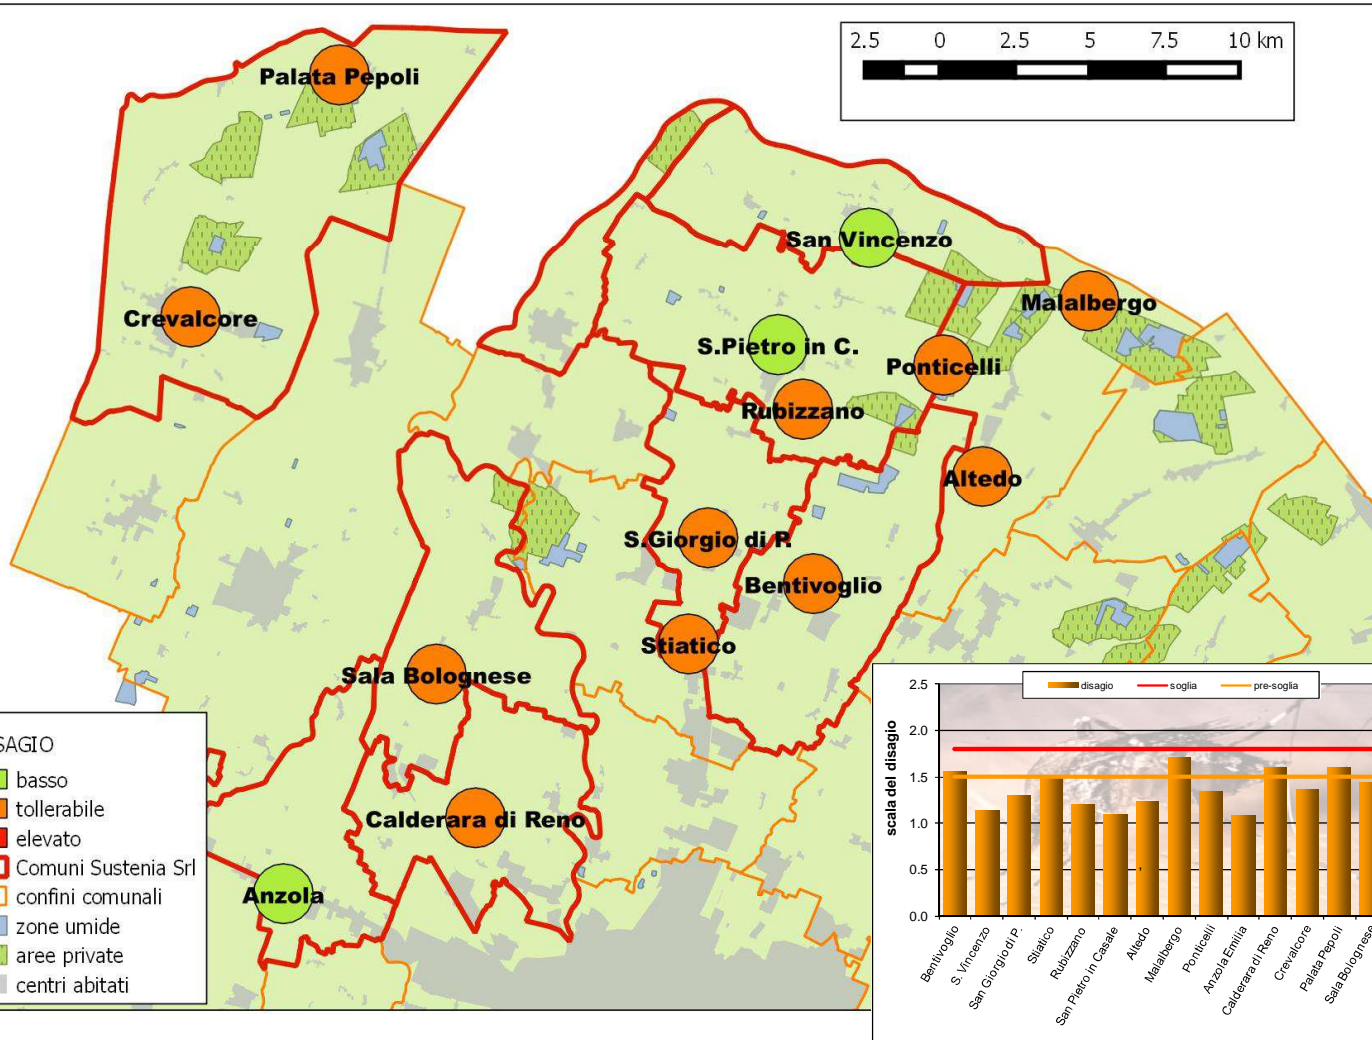 2.5 0 2.5 5 7.5 10 km
Palata Pepoli
San Vincenzo
Malalbergo
Crevalcore
S.Pietro in C.
Ponticelli
Rubizzano
Altedo
S.Giorgio di P.
Bentivoglio
Stiatico
Sala Bolognese
Calderara di Reno
Anzola
SAGIO
basso
tollerabile
elevato
Comuni Sustenia Srl
confini comunali
zone umide
aree private
centri abitati
disagio soglia pre-soglia
scala del disagio
2.5
2.0
1.5
1.0
0.5
0.0
Bentivoglio
S. Vincenzo
San Giorgio di P.
Stiatico
Rubizzano
San Pietro in Casale
Altedo
Malalbergo
Ponticelli
Anzola Emilia
Calderara di Reno
Crevalcore
Palata Pepoli
Sala Bolognese